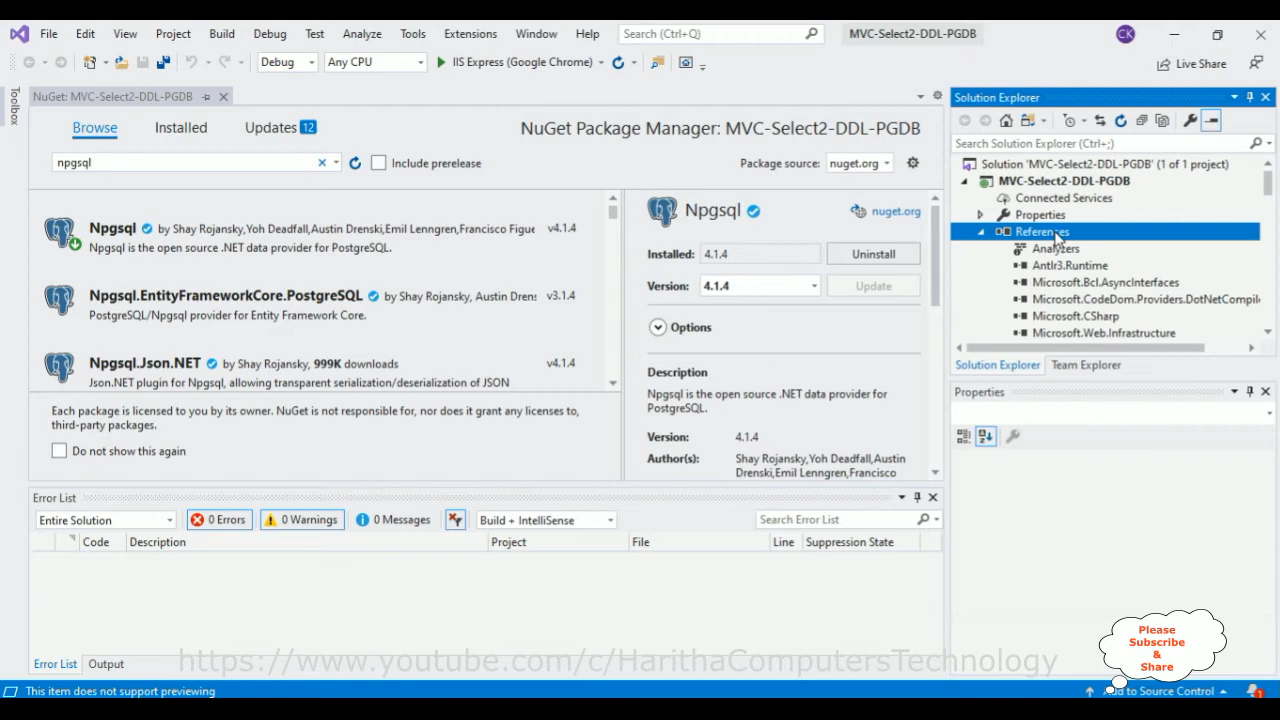 File Edit View Project Build Debug Test Analyze Tools Extensions Window Help Search (Ctrl+Q) MVC-Select2-DDL-PGDB CK
Debug Any CPU IIS Express (Google Chrome) Live Share
Toolbox
NuGet: MVC-Select2-DDL-PGDB
Browse Installed Updates 12
NuGet Package Manager: MVC-Select2-DDL-PGDB
npgsql Include prerelease Package source: nuget.org
Npgsql by Shay Rojansky,Yoh Deadfall,Austin Drenski,Emil Lenngren,Francisco Figue v4.1.4
Npgsql is the open source .NET data provider for PostgreSQL.
Npgsql.EntityFrameworkCore.PostgreSQL by Shay Rojansky, Austin Dren: v3.1.4
PostgreSQL/Npgsql provider for Entity Framework Core.
Npgsql.Json.NET by Shay Rojansky, 999K downloads v4.1.4
Json.NET plugin for Npgsql, allowing transparent serialization/deserialization of JSON
Each package is licensed to you by its owner. NuGet is not responsible for, nor does it grant any licenses to,
third-party packages.
Do not show this again
Npgsql nuget.org
Installed: 4.1.4 Uninstall
Version: 4.1.4 Update
Options
Description
Npgsql is the open source .NET data provider for
PostgreSQL.
Version: 4.1.4
Author(s): Shay Rojansky,Yoh Deadfall,Austin
Drenski,Emil Lenngren,Francisco
Solution Explorer
Search Solution Explorer (Ctrl+;)
Solution 'MVC-Select2-DDL-PGDB' (1 of 1 project)
MVC-Select2-DDL-PGDB
Connected Services
Properties
References
Analyzers
Antlr3.Runtime
Microsoft.Bcl.AsyncInterfaces
Microsoft.CodeDom.Providers.DotNetCompil
Microsoft.CSharp
Microsoft.Web.Infrastructure
Solution Explorer Team Explorer
Properties
Error List
Entire Solution 0 Errors 0 Warnings 0 Messages Build + IntelliSense Search Error List
Code Description Project File Line Suppression State
Error List Output
https://www.youtube.com/c/HarithaComputersTechnology
Please
Subscribe
&
Share
This item does not support previewing
Add to Source Control 1